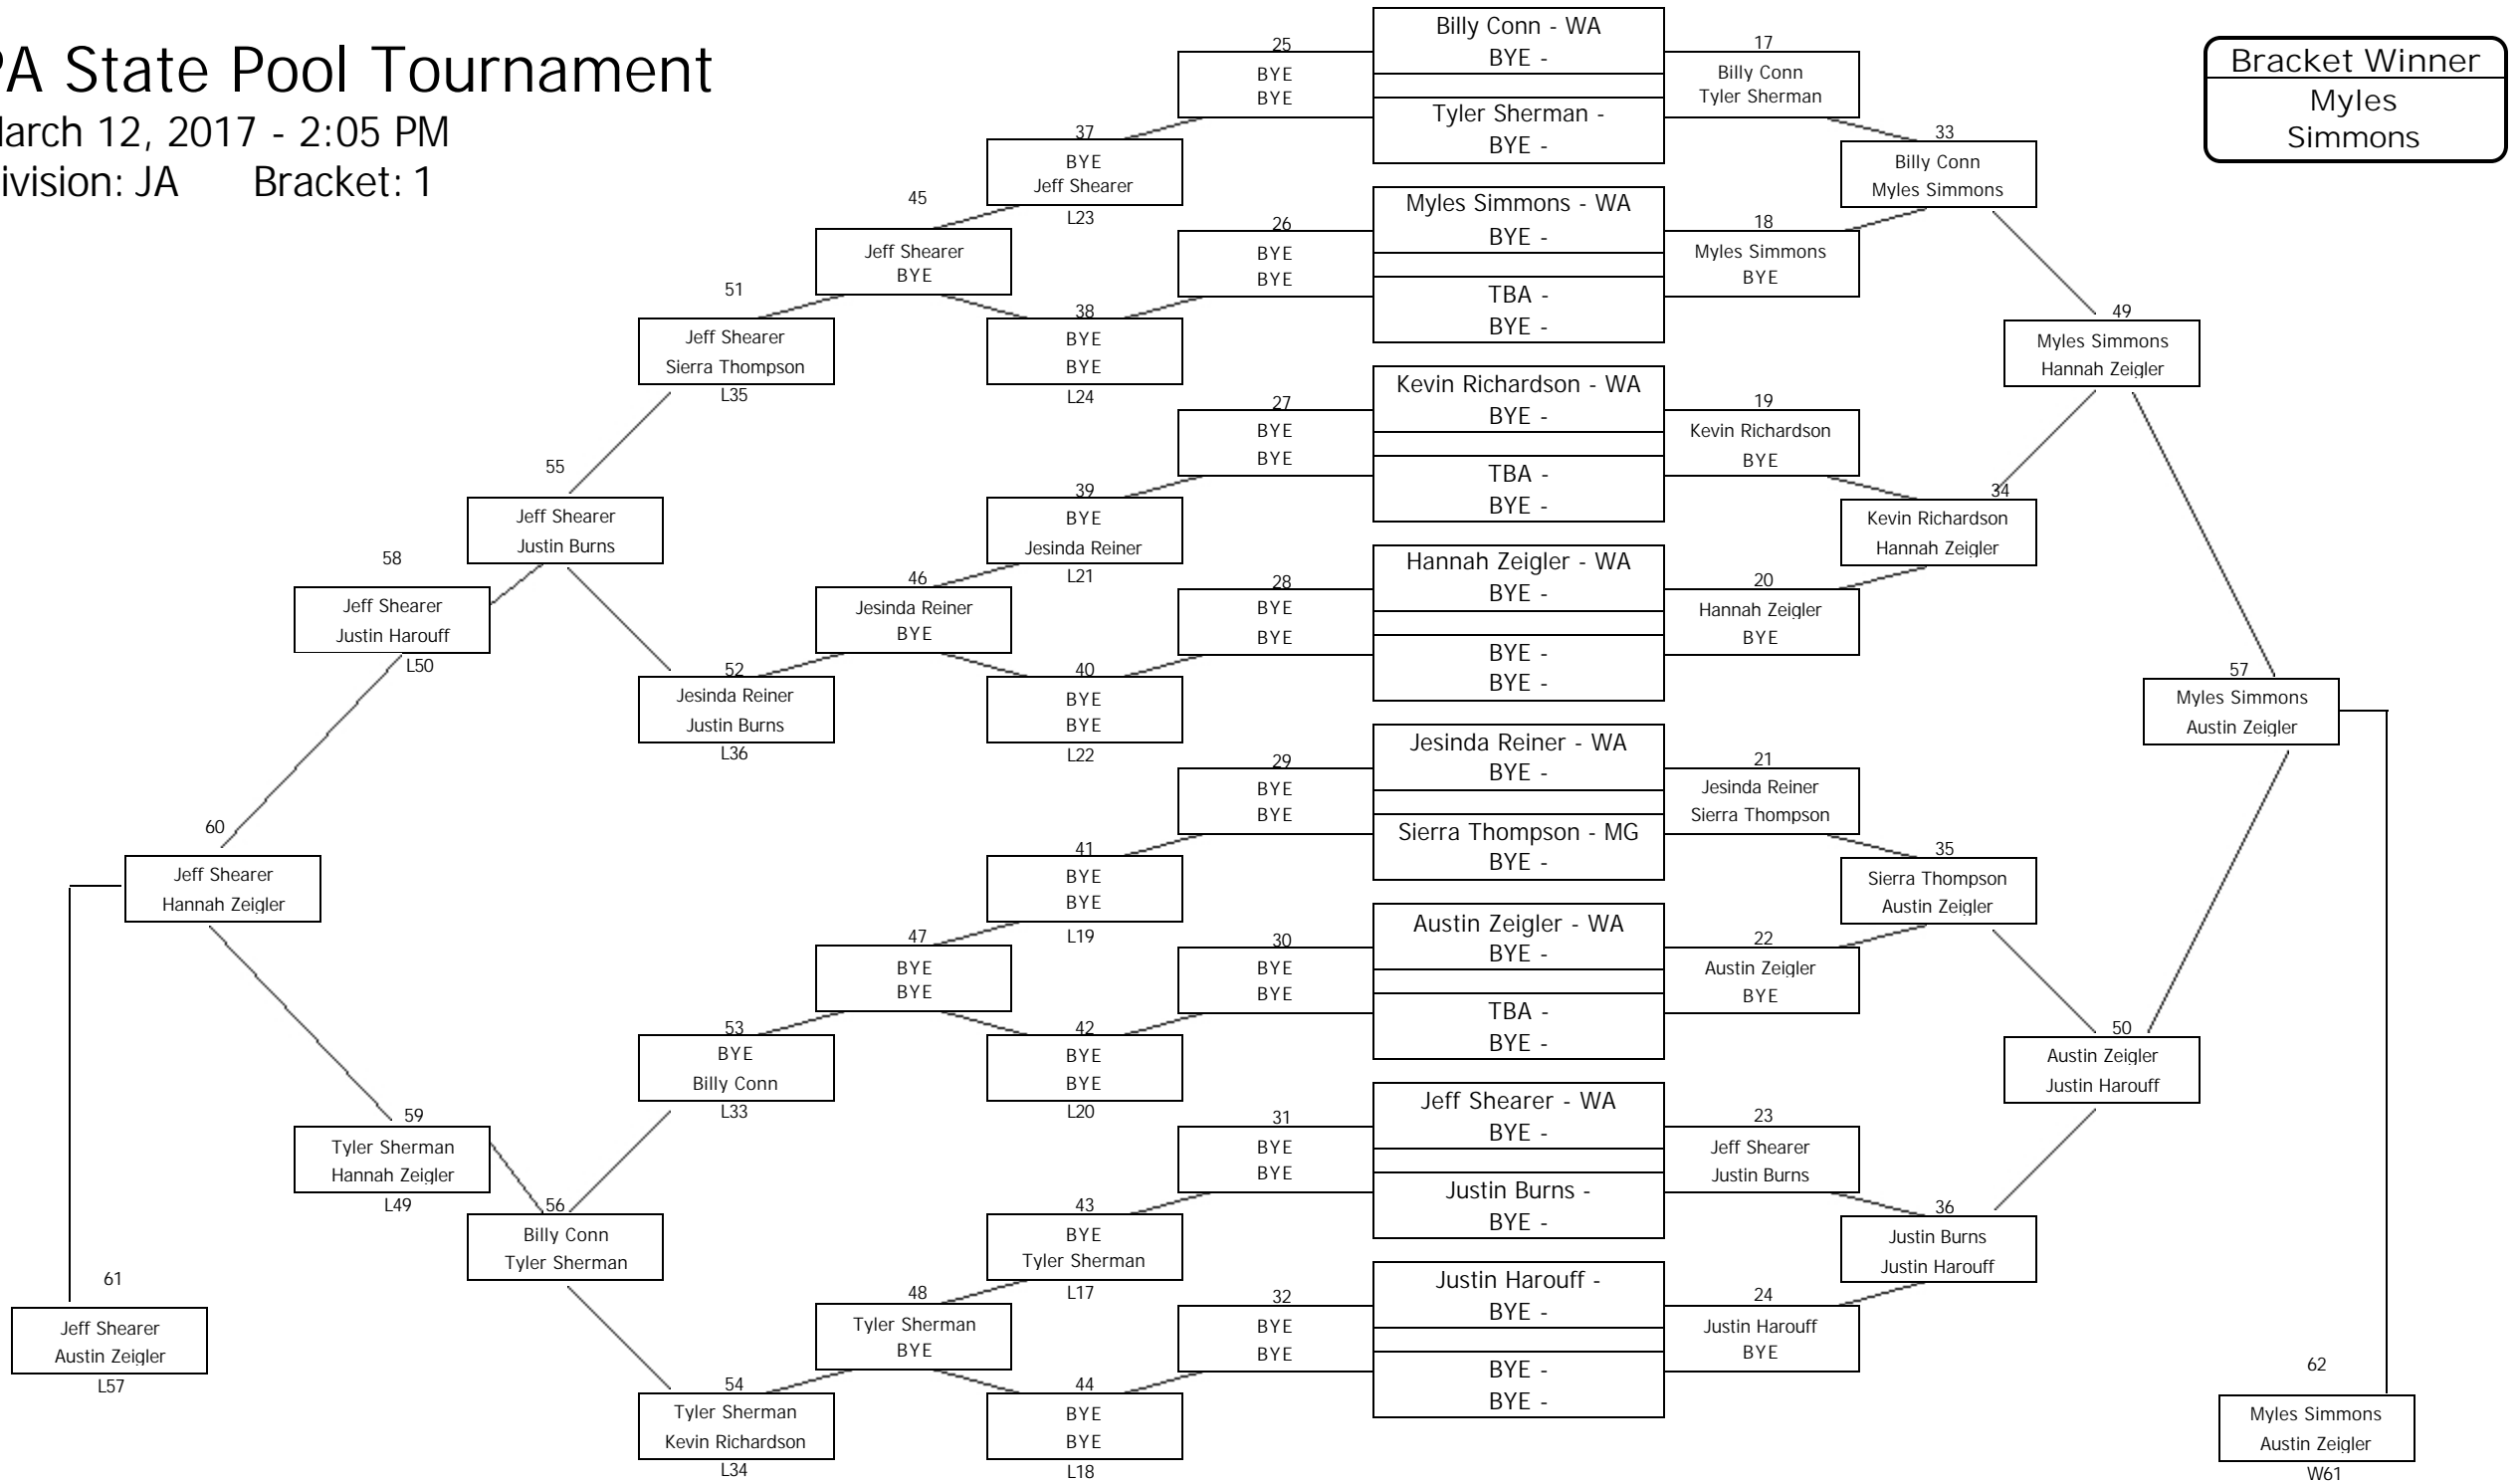 PA State Pool Tournament
March 12, 2017 - 2:05 PM
ivision: JA Bracket: 1
Bracket Winner
Myles
Simmons
61
Jeff Shearer
Austin Zeigler
L57
60
Jeff Shearer
Hannah Zeigler
58
Jeff Shearer
Justin Harouff
L50
59
Tyler Sherman
Hannah Zeigler
L49
55
Jeff Shearer
Justin Burns
56
Billy Conn
Tyler Sherman
51
Jeff Shearer
Sierra Thompson
L35
52
Jesinda Reiner
Justin Burns
L36
53
BYE
Billy Conn
L33
54
Tyler Sherman
Kevin Richardson
L34
45
Jeff Shearer
BYE
46
Jesinda Reiner
BYE
47
BYE
BYE
48
Tyler Sherman
BYE
37
BYE
Jeff Shearer
L23
38
BYE
BYE
L24
39
BYE
Jesinda Reiner
L21
40
BYE
BYE
L22
41
BYE
BYE
L19
42
BYE
BYE
L20
43
BYE
Tyler Sherman
L17
44
BYE
BYE
L18
25
BYE
BYE
26
BYE
BYE
27
BYE
BYE
28
BYE
BYE
29
BYE
BYE
30
BYE
BYE
31
BYE
BYE
32
BYE
BYE
Billy Conn - WA
BYE -
Tyler Sherman -
BYE -
Myles Simmons - WA
BYE -
TBA -
BYE -
Kevin Richardson - WA
BYE -
TBA -
BYE -
Hannah Zeigler - WA
BYE -
BYE -
BYE -
Jesinda Reiner - WA
BYE -
Sierra Thompson - MG
BYE -
Austin Zeigler - WA
BYE -
TBA -
BYE -
Jeff Shearer - WA
BYE -
Justin Burns -
BYE -
Justin Harouff -
BYE -
BYE -
BYE -
17
Billy Conn
Tyler Sherman
18
Myles Simmons
BYE
19
Kevin Richardson
BYE
20
Hannah Zeigler
BYE
21
Jesinda Reiner
Sierra Thompson
22
Austin Zeigler
BYE
23
Jeff Shearer
Justin Burns
24
Justin Harouff
BYE
33
Billy Conn
Myles Simmons
34
Kevin Richardson
Hannah Zeigler
35
Sierra Thompson
Austin Zeigler
36
Justin Burns
Justin Harouff
49
Myles Simmons
Hannah Zeigler
50
Austin Zeigler
Justin Harouff
57
Myles Simmons
Austin Zeigler
62
Myles Simmons
Austin Zeigler
W61